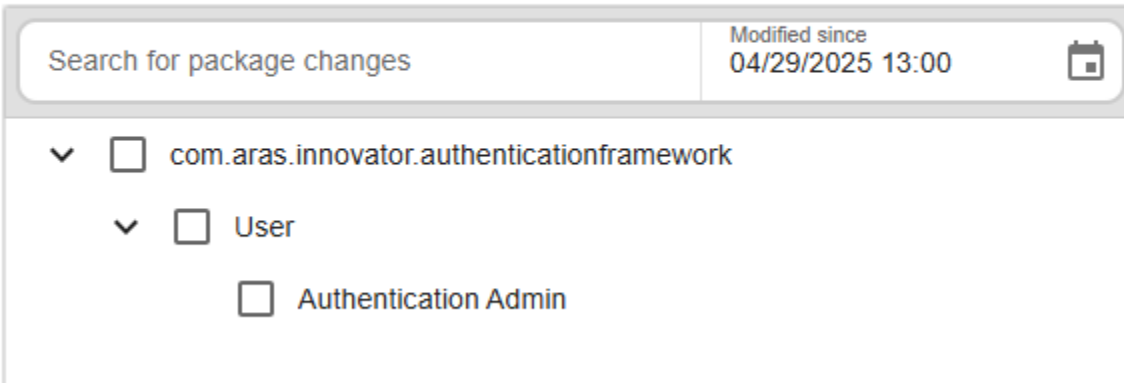 Search for package changes
Modified since
04/29/2025 13:00
com.aras.innovator.authenticationframework
User
Authentication Admin